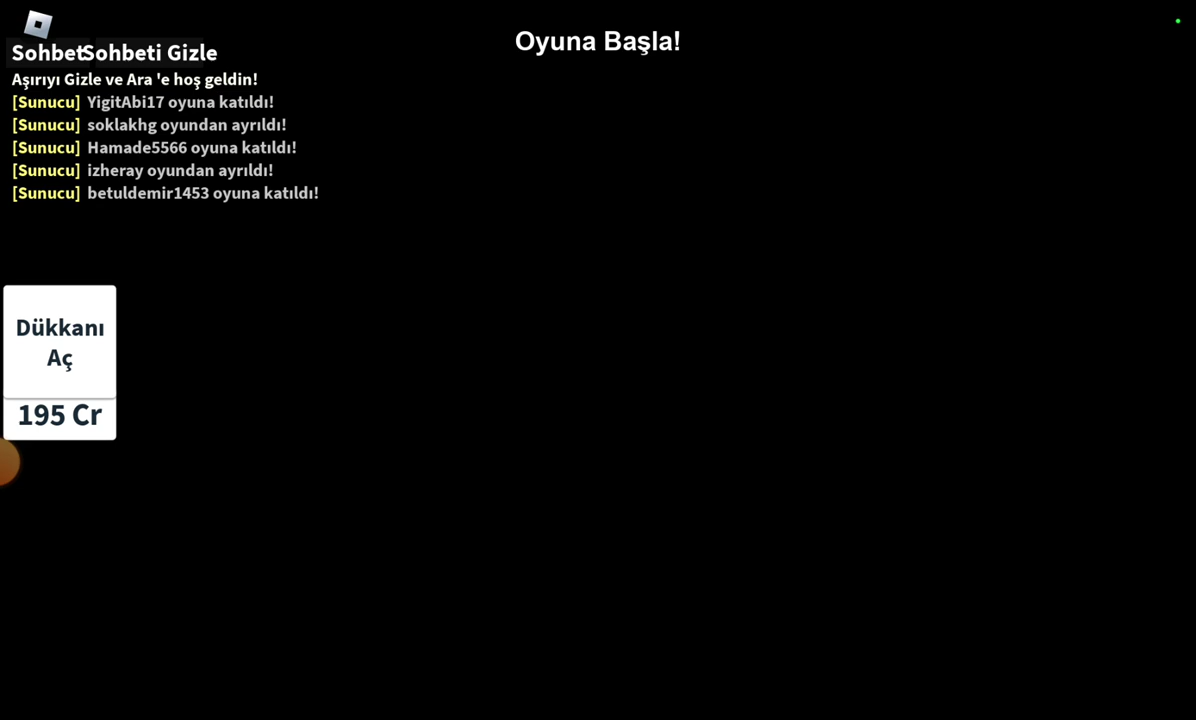 Oyuna Başla!
Sohbet Sohbeti Gizle
Aşırıyı Gizle ve Ara 'e hoş geldin!
[Sunucu] YigitAbi17 oyuna katıldı!
[Sunucu] soklakhg oyundan ayrıldı!
[Sunucu] Hamade5566 oyuna katıldı!
[Sunucu] izheray oyundan ayrıldı!
[Sunucu] betuldemir1453 oyuna katıldı!
Dükkanı
Aç
195 Cr